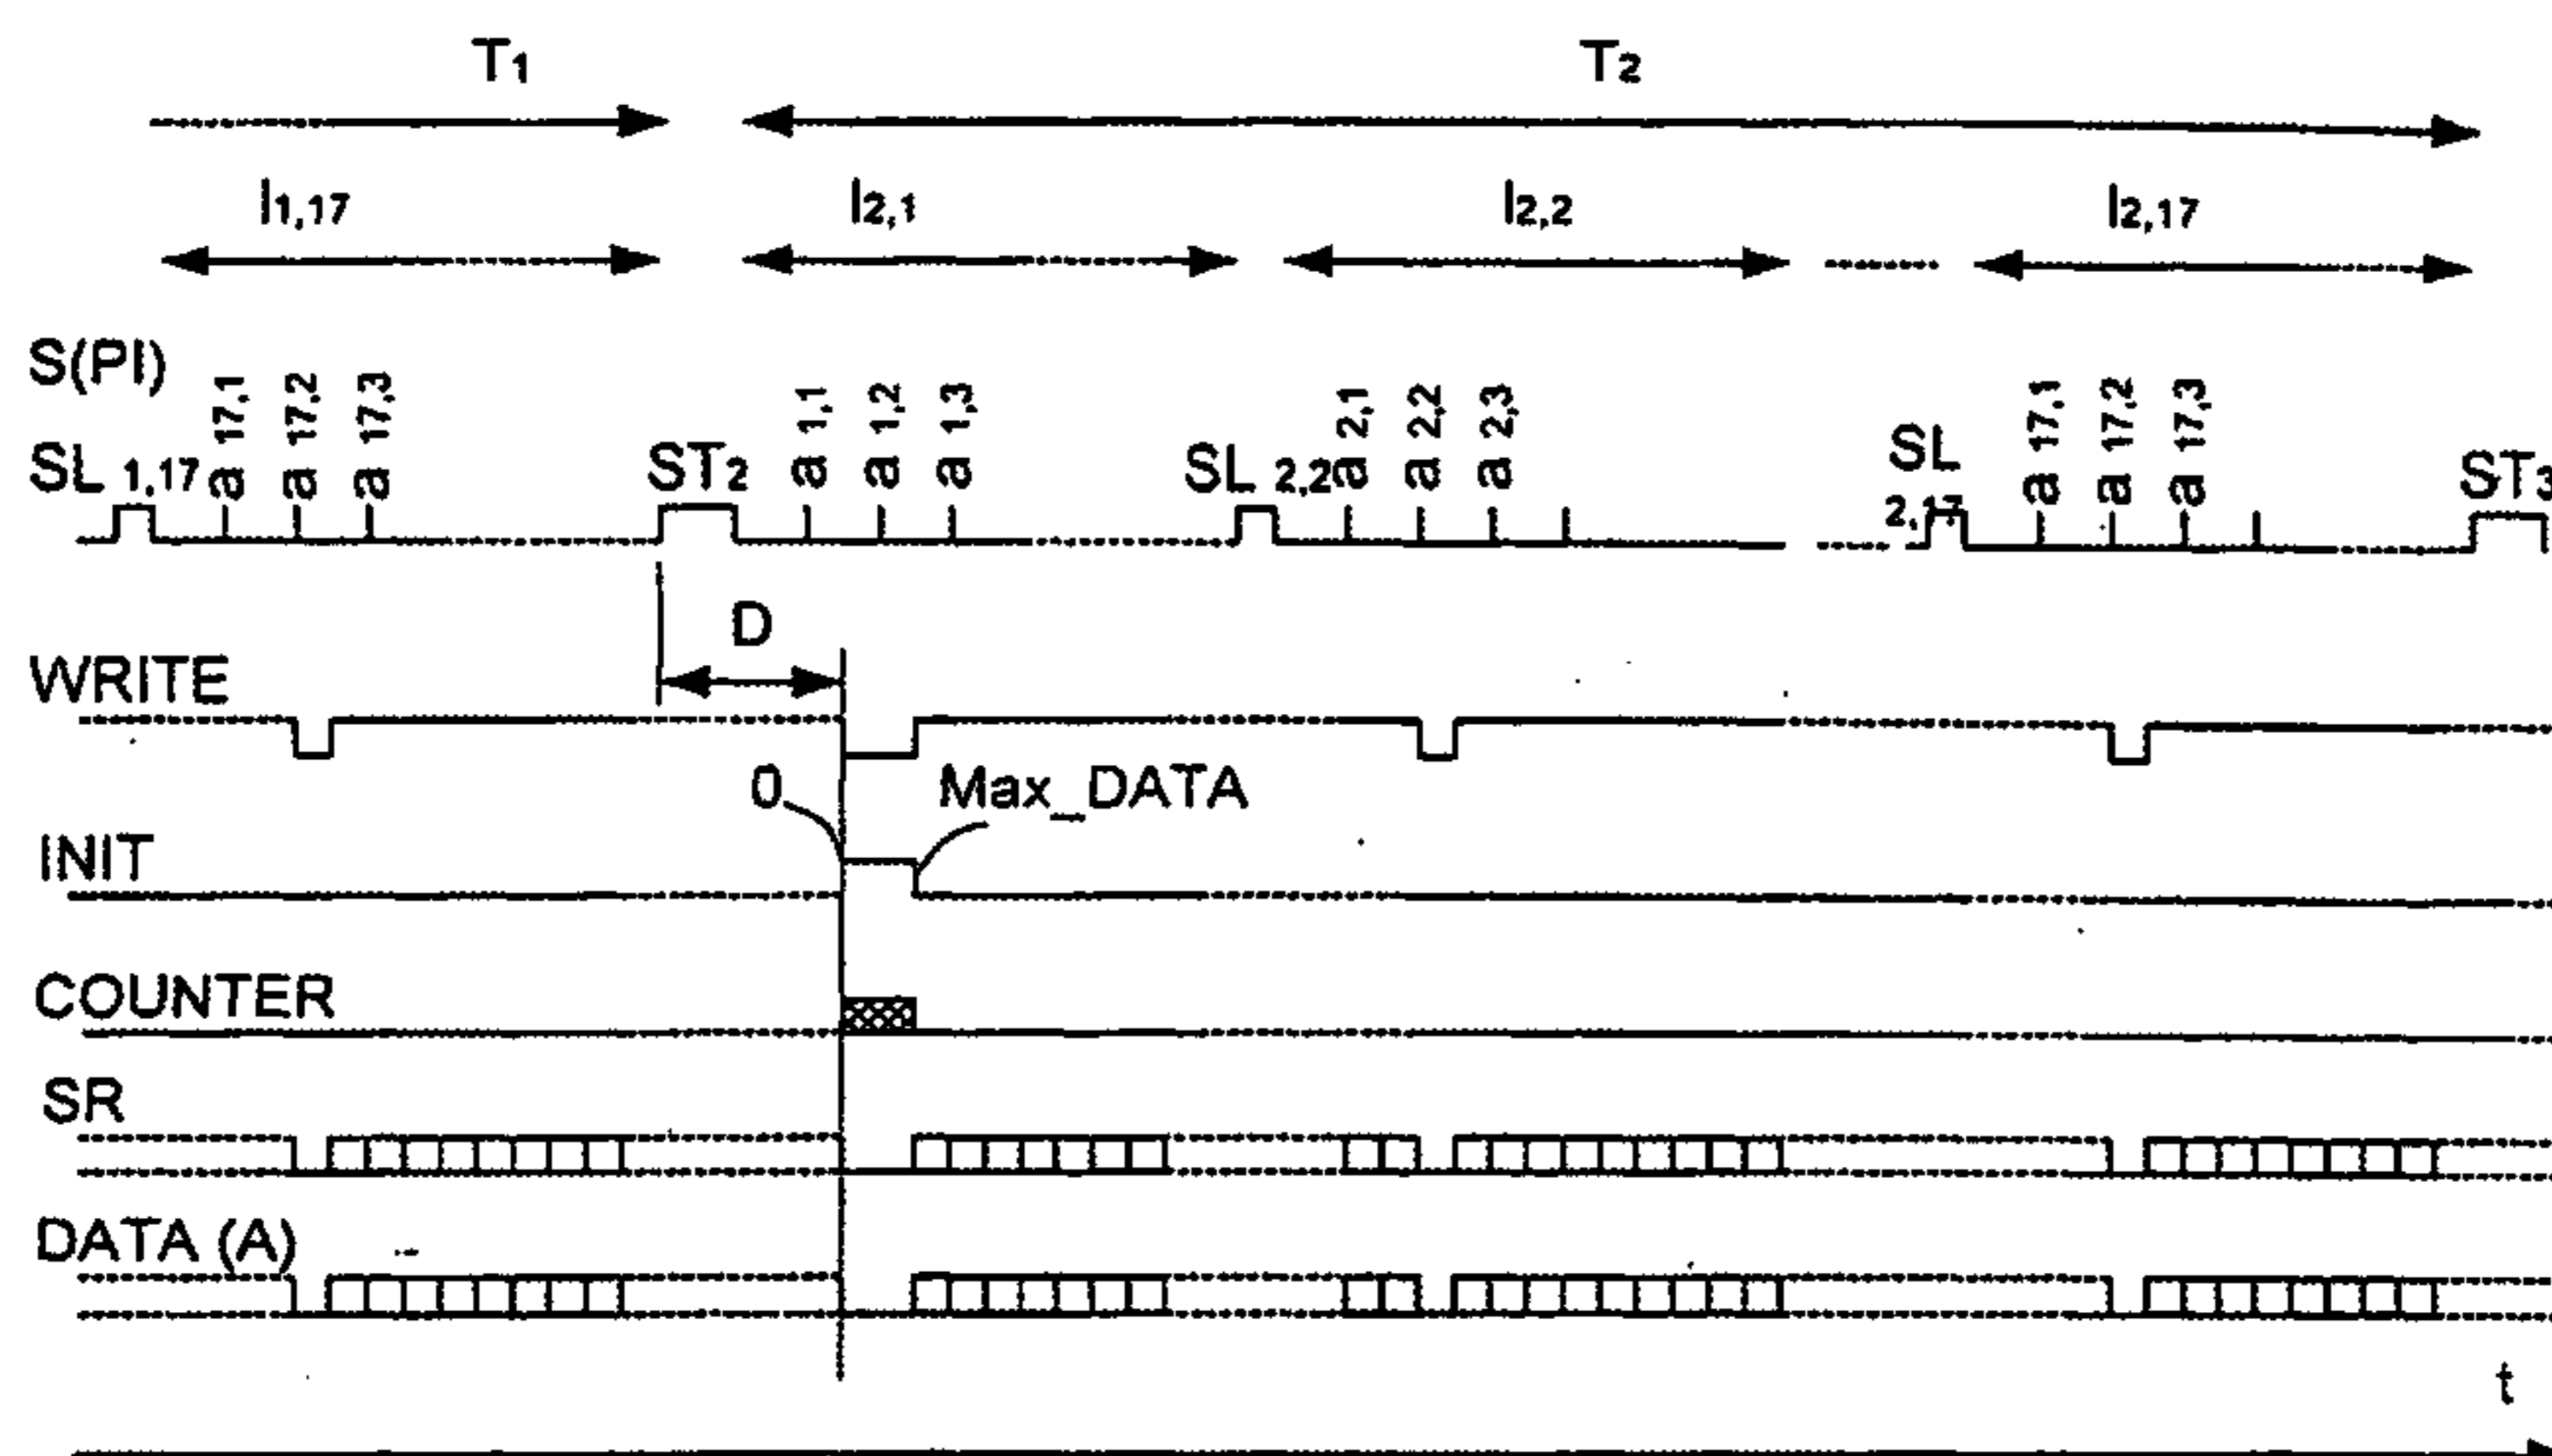 T1 T2
I1,17 I2,1 I2,2 I2,17
S(PI)
SL 1,17 a 17,1 a 17,2 a 17,3 ST2 a 1,1 a 1,2 a 1,3 SL 2,2 a 2,1 a 2,2 a 2,3 SL 2,17 a 17,1 a 17,2 a 17,3 ST3
D
WRITE
0 Max_DATA
INIT
COUNTER
SR
DATA (A)
t